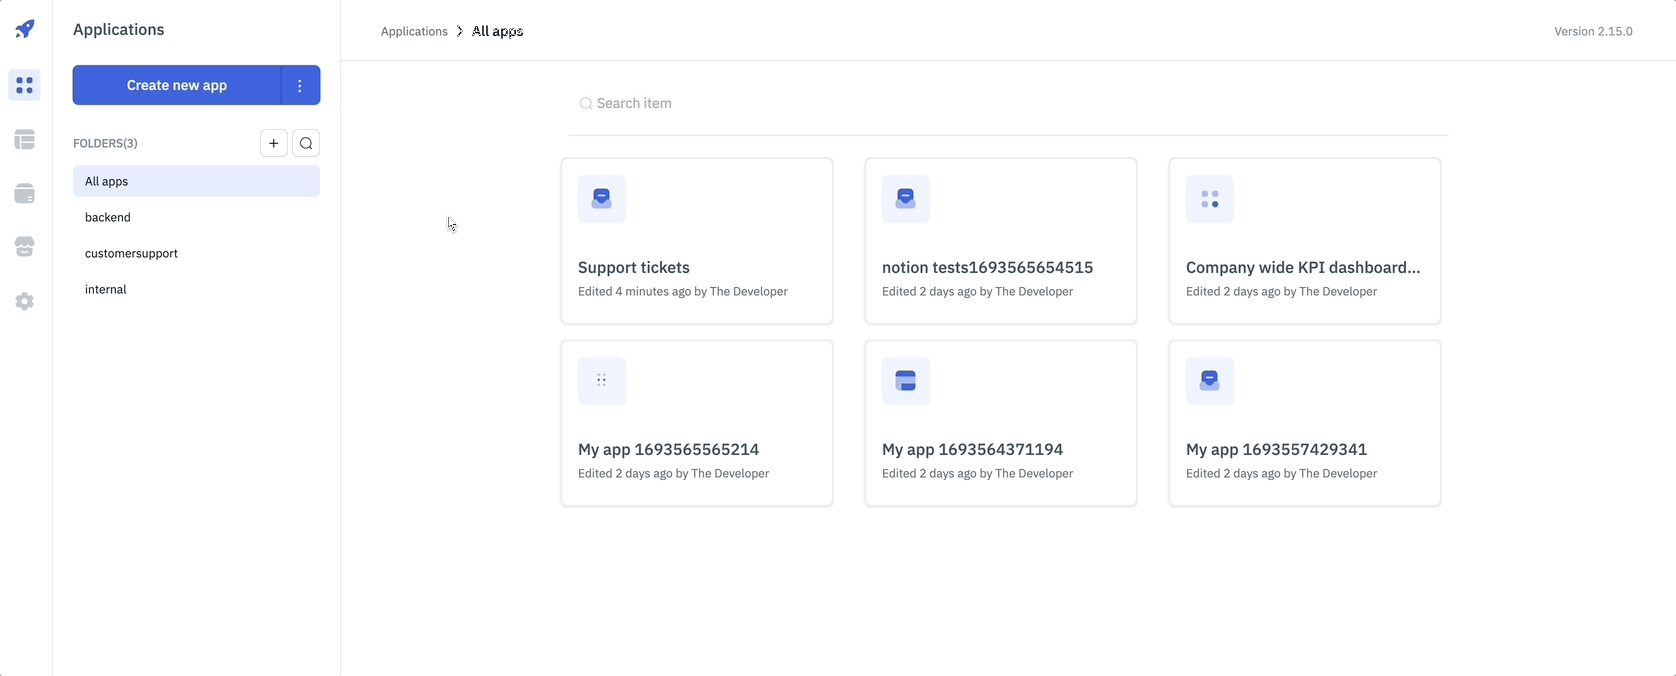 Applications
Create new app
FOLDERS(3)
All apps
backend
customersupport
internal
Applications > All apps
Version 2.15.0
Search item
Support tickets
Edited 4 minutes ago by The Developer
notion tests1693565654515
Edited 2 days ago by The Developer
Company wide KPI dashboard...
Edited 2 days ago by The Developer
My app 1693565565214
Edited 2 days ago by The Developer
My app 1693564371194
Edited 2 days ago by The Developer
My app 1693557429341
Edited 2 days ago by The Developer